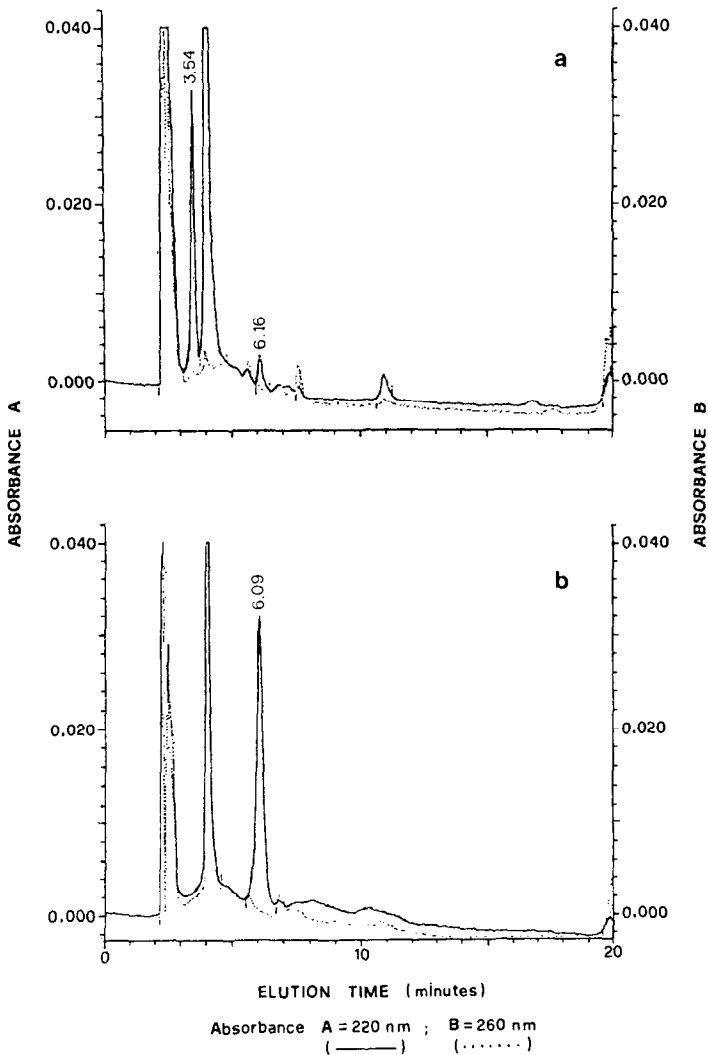 0.040
0.040
a
3.54
0.020
0.020
6.16
0.000
0.000
ABSORBANCE A
ABSORBANCE B
0.040
0.040
b
6.09
0.020
0.020
0.000
0.000
0
20
ELUTION TIME (minutes)
Absorbance A = 220 nm ; B = 260 nm
( ——— ) ( ······· )